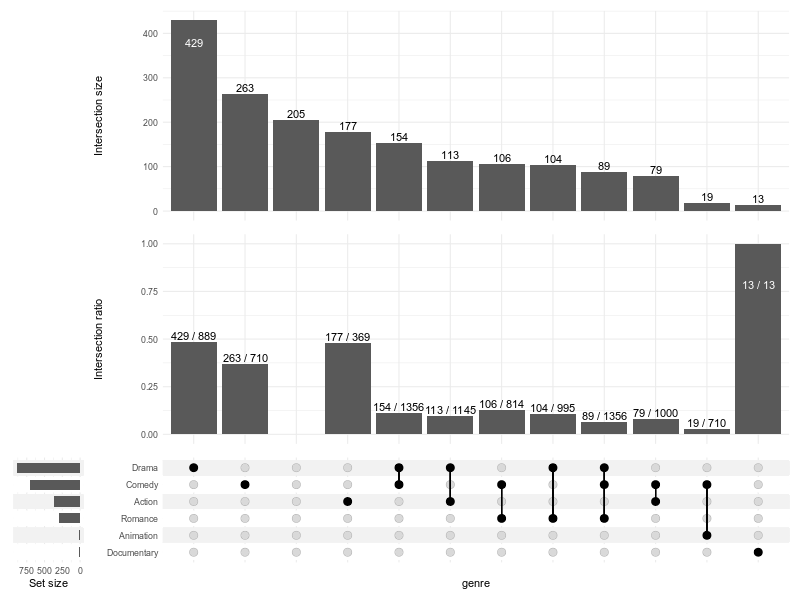 Intersection size
400
300
200
100
0
429
263
205
177
154
113
106
104
89
79
19
13
Intersection ratio
1.00
0.75
0.50
0.25
0.00
429 / 889
263 / 710
177 / 369
154 / 1356
113 / 1145
106 / 814
104 / 995
89 / 1356
79 / 1000
19 / 710
13 / 13
Drama
Comedy
Action
Romance
Animation
Documentary
750 500 250 0
Set size
genre